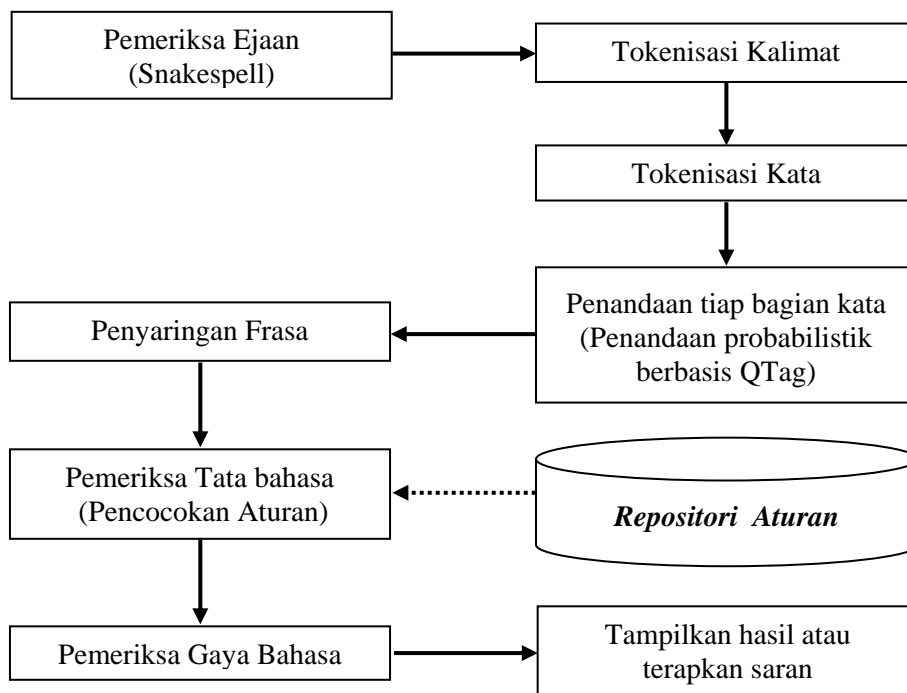 Pemeriksa Ejaan
(Snakespell)
Tokenisasi Kalimat
Tokenisasi Kata
Penandaan tiap bagian kata
(Penandaan probabilistik
berbasis QTag)
Penyaringan Frasa
Pemeriksa Tata bahasa
(Pencocokan Aturan)
Repositori Aturan
Pemeriksa Gaya Bahasa
Tampilkan hasil atau
terapkan saran